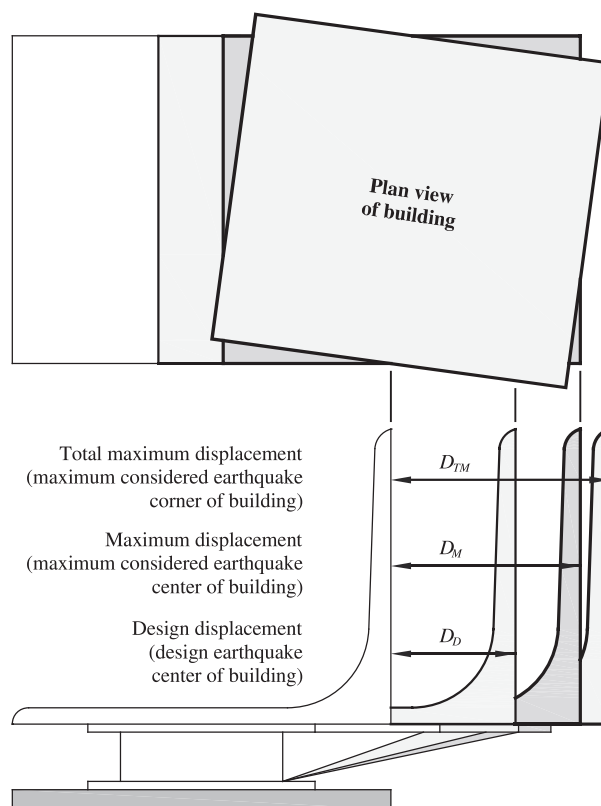 Plan view
of building
Total maximum displacement
(maximum considered earthquake
corner of building)
D_TM
Maximum displacement
(maximum considered earthquake
center of building)
D_M
Design displacement
(design earthquake
center of building)
D_D